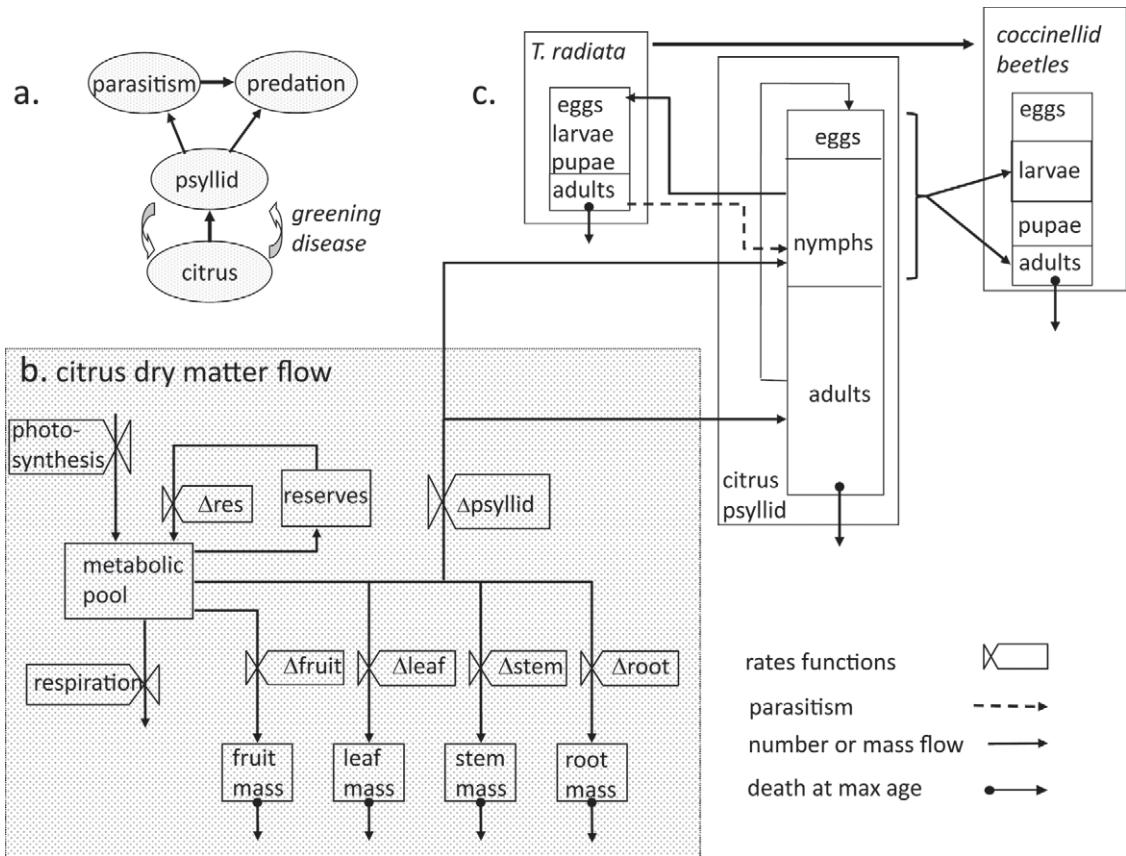 a.
parasitism
predation
psyllid
greening
disease
citrus
c.
T. radiata
eggs
larvae
pupae
adults
eggs
nymphs
adults
citrus
psyllid
coccinellid
beetles
eggs
larvae
pupae
adults
b. citrus dry matter flow
photo-
synthesis
Δres
reserves
Δpsyllid
metabolic
pool
respiration
Δfruit
Δleaf
Δstem
Δroot
fruit
mass
leaf
mass
stem
mass
root
mass
rates functions
parasitism
number or mass flow
death at max age